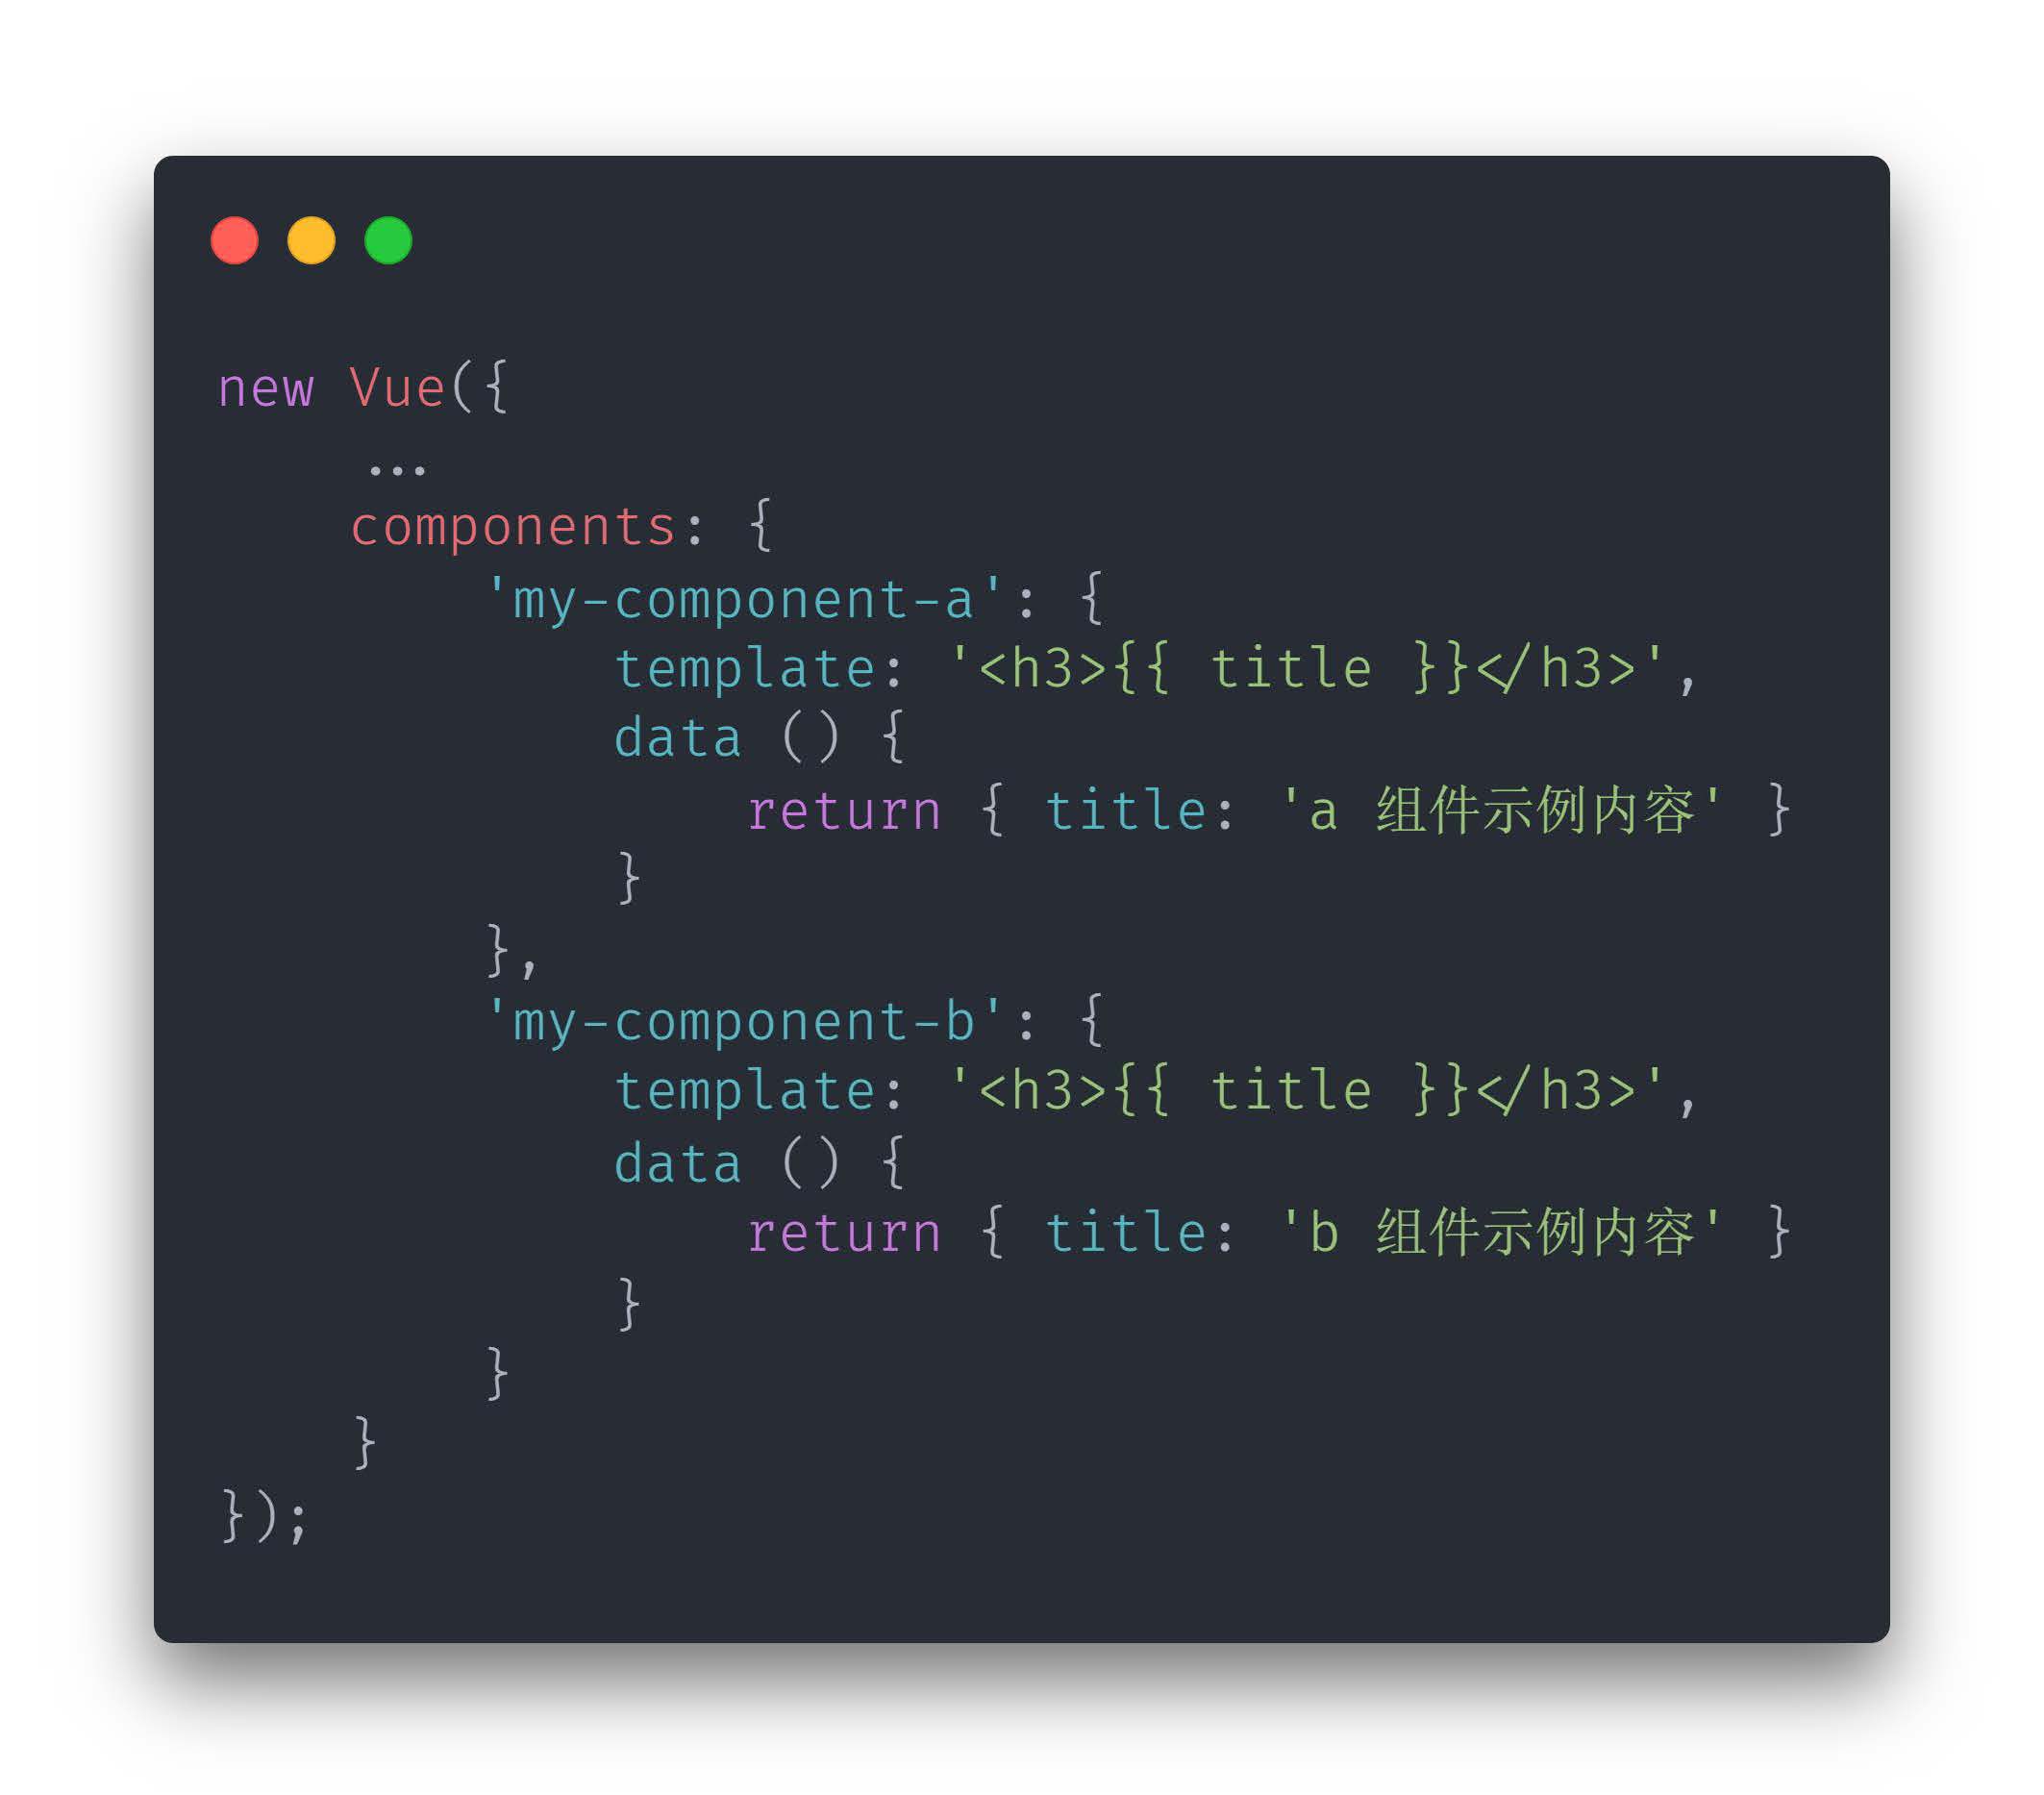 new Vue({
    ...
    components: {
        'my-component-a': {
            template: '<h3>{{ title }}</h3>',
            data () {
                return { title: 'a 组件示例内容' }
            }
        },
        'my-component-b': {
            template: '<h3>{{ title }}</h3>',
            data () {
                return { title: 'b 组件示例内容' }
            }
        }
    }
});